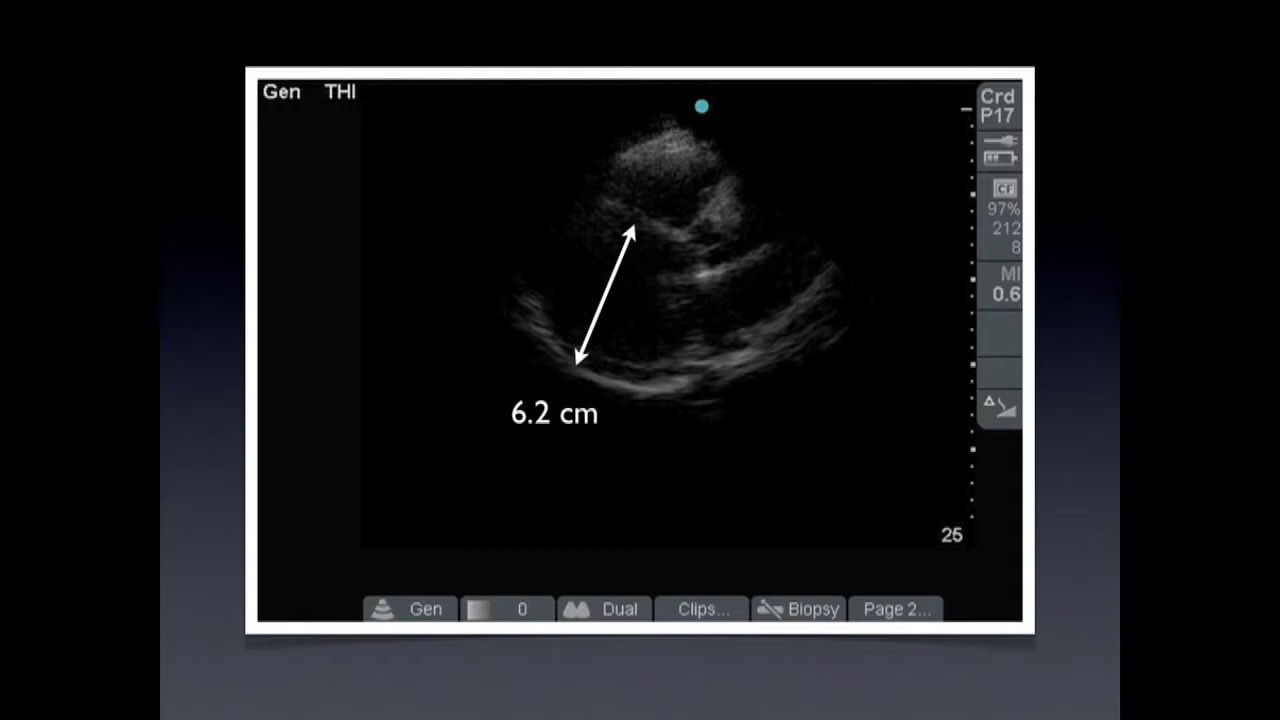 Gen THI
Crd
P17
CF
97%
212
8
MI
0.6
6.2 cm
25
Gen 0 Dual Clips... Biopsy Page 2...